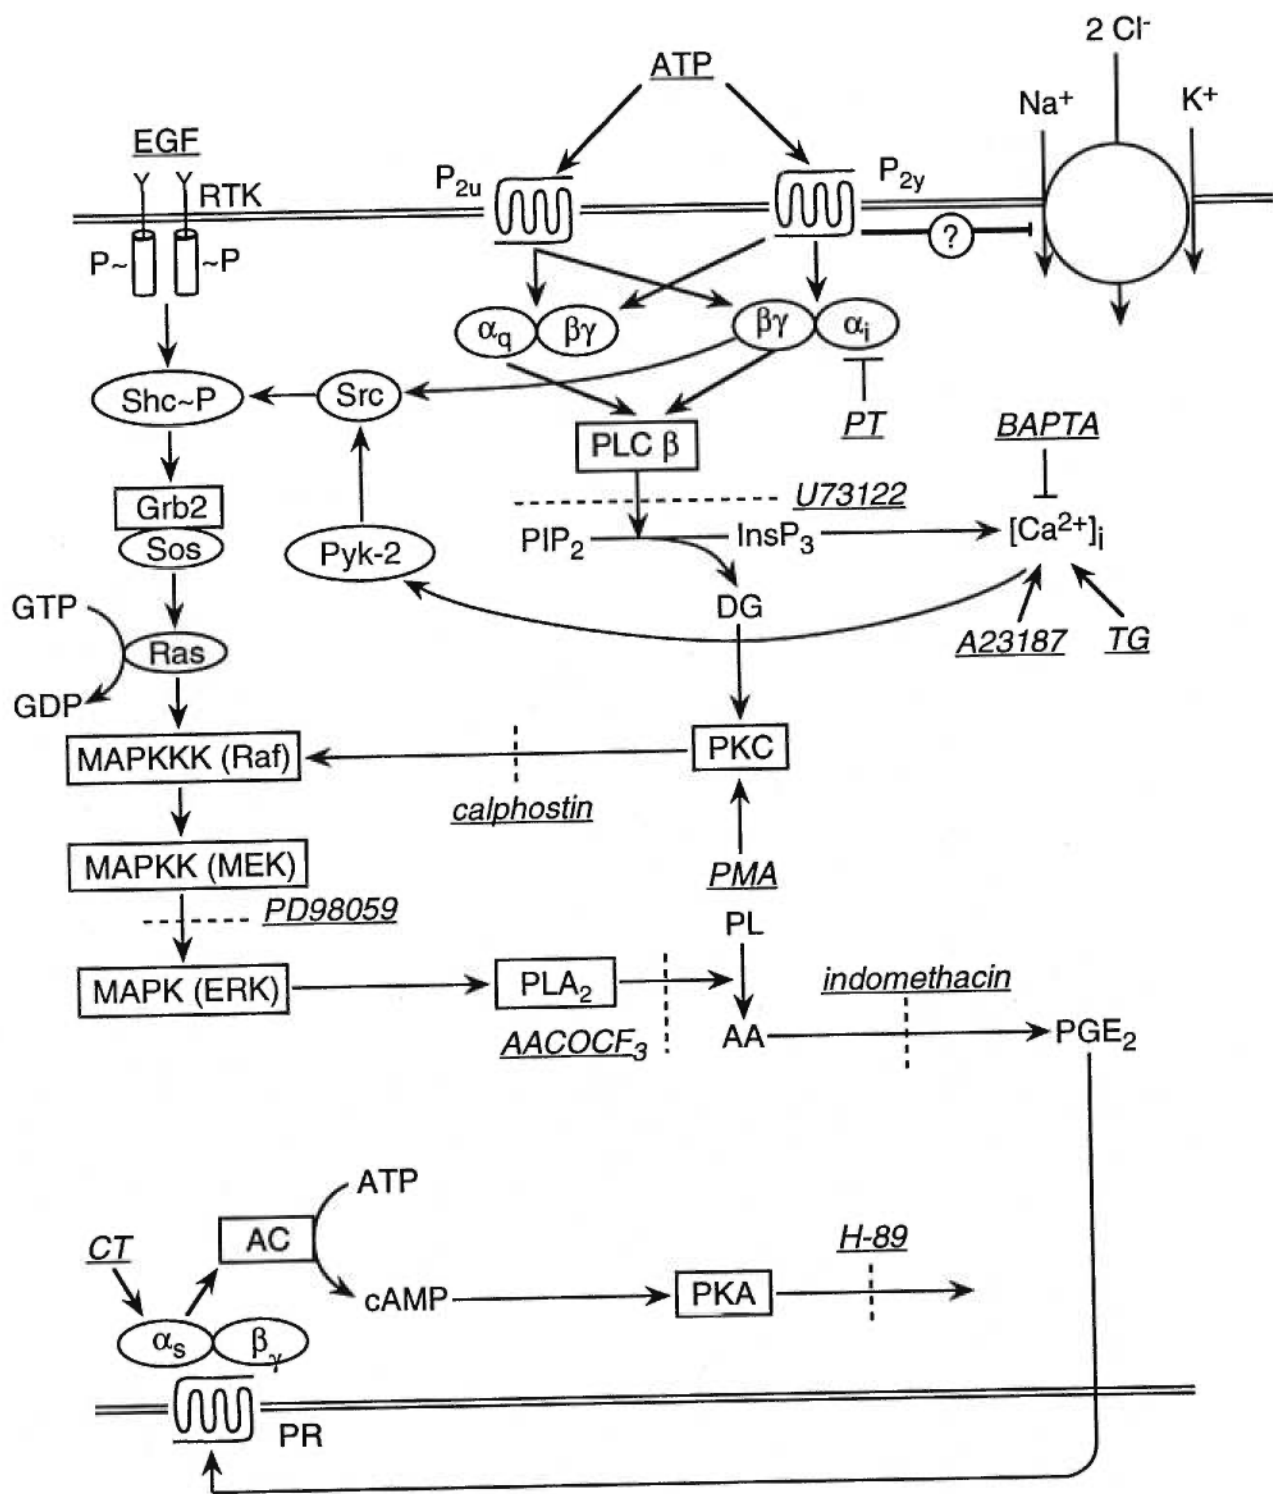 2 Cl⁻
ATP
Na⁺
K⁺
EGF
RTK
P₂ᵤ
P₂y
P~
~P
?
αq
βγ
βγ
αi
Shc~P
Src
PT
BAPTA
PLC β
U73122
Grb2
Sos
Pyk-2
PIP₂
InsP₃
[Ca²⁺]i
DG
GTP
Ras
A23187
TG
GDP
MAPKKK (Raf)
PKC
calphostin
MAPKK (MEK)
PMA
PD98059
PL
MAPK (ERK)
PLA₂
indomethacin
AACOCF₃
AA
PGE₂
ATP
CT
AC
H-89
cAMP
PKA
αs
βγ
PR